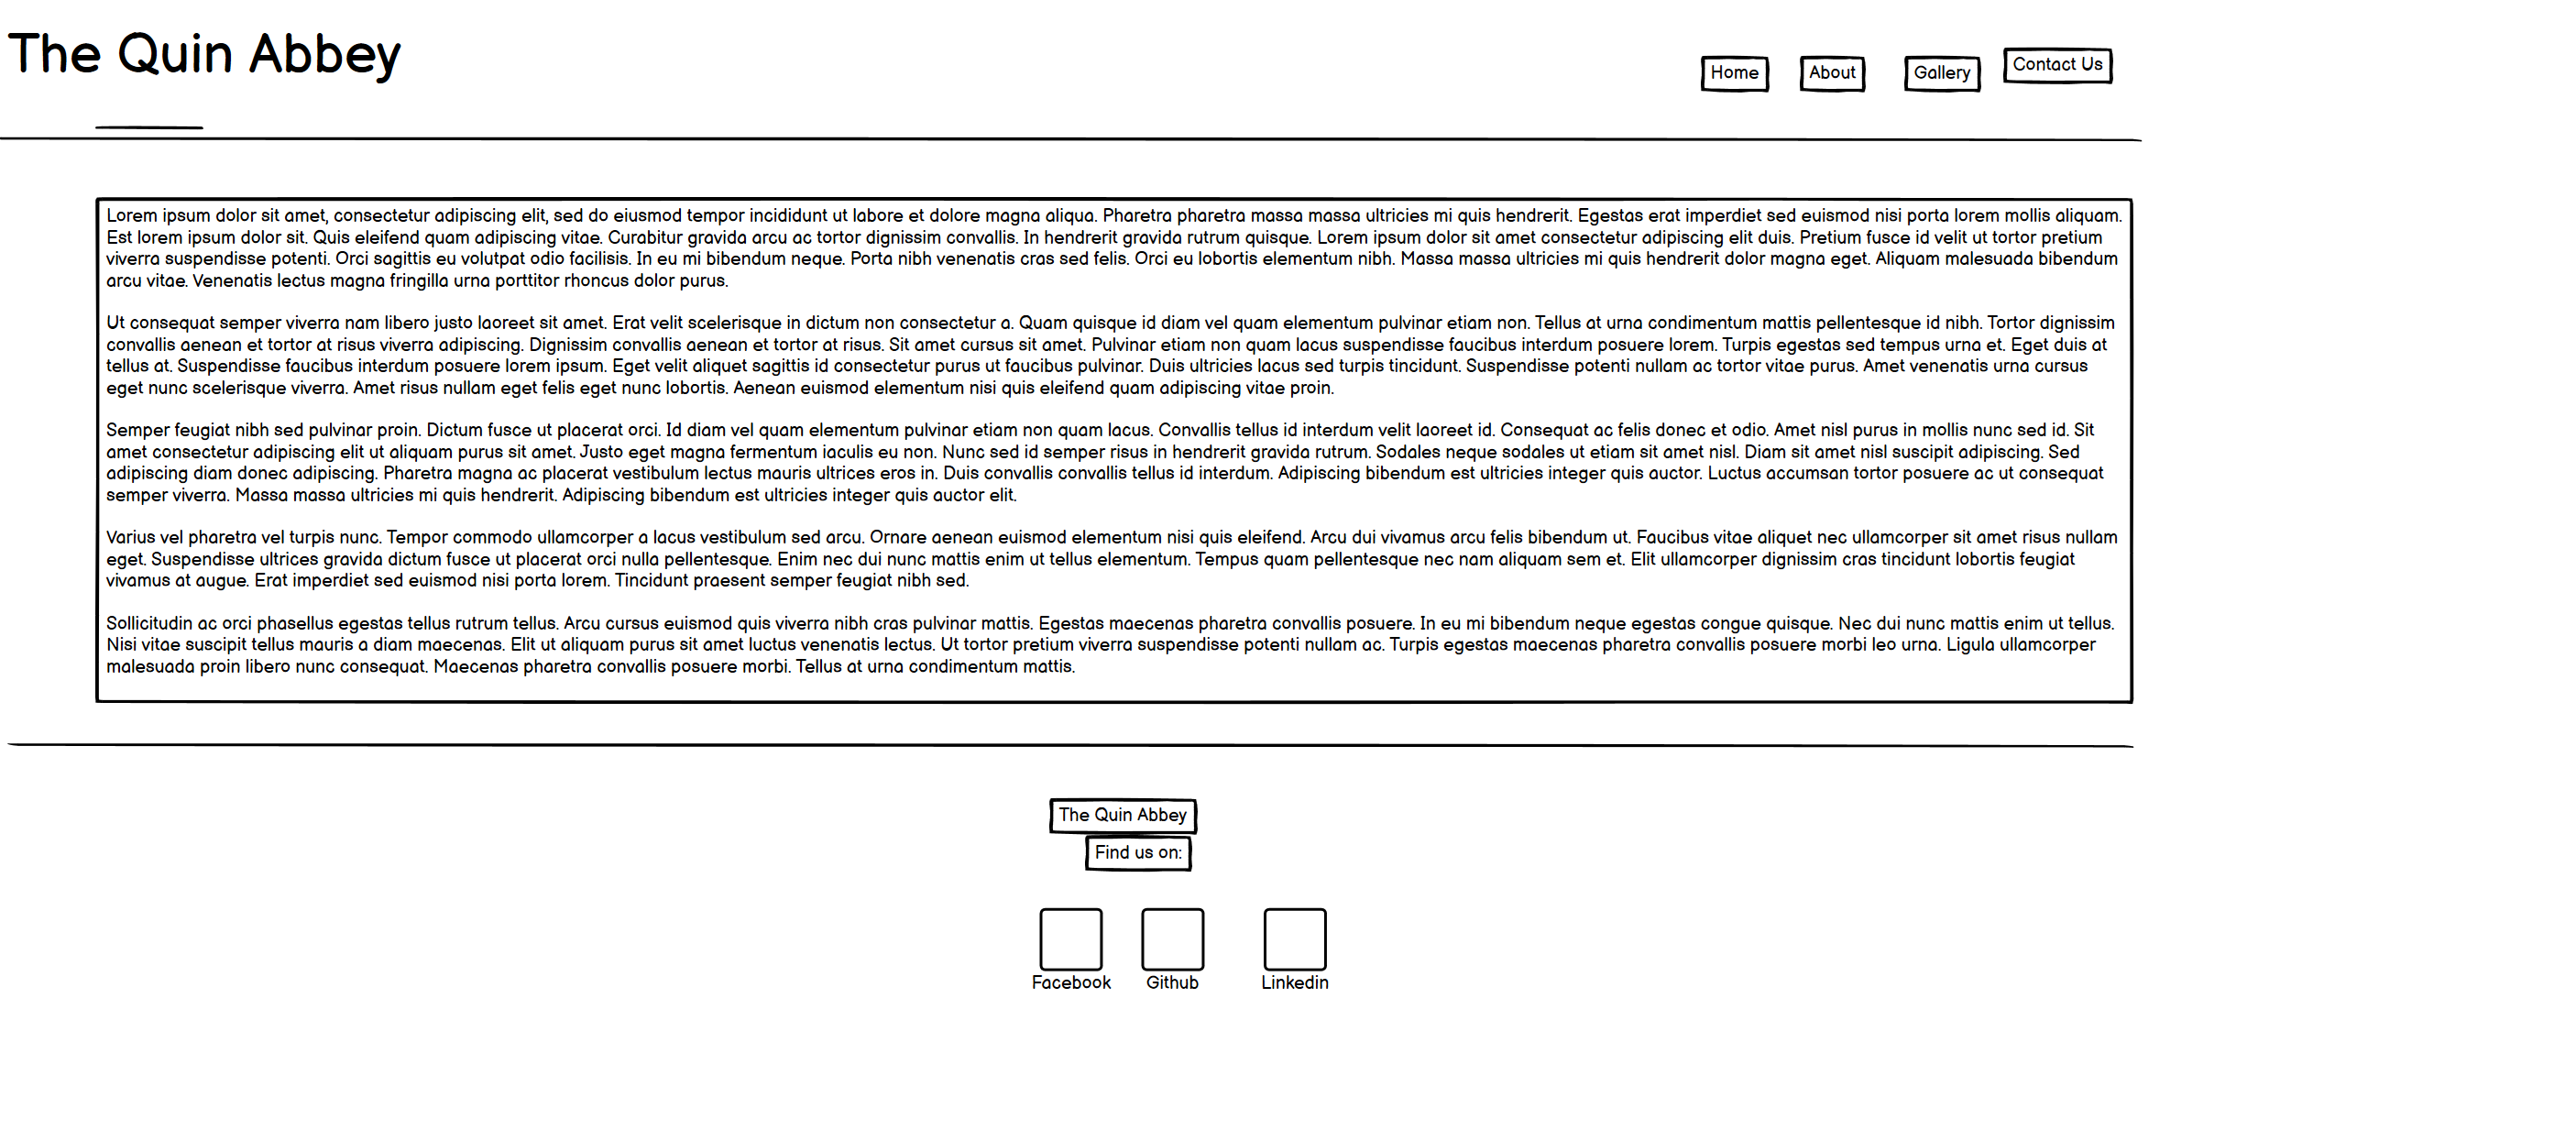 The Quin Abbey
Home
About
Gallery
Contact Us
Lorem ipsum dolor sit amet, consectetur adipiscing elit, sed do eiusmod tempor incididunt ut labore et dolore magna aliqua. Pharetra pharetra massa massa ultricies mi quis hendrerit. Egestas erat imperdiet sed euismod nisi porta lorem mollis aliquam.
Est lorem ipsum dolor sit. Quis eleifend quam adipiscing vitae. Curabitur gravida arcu ac tortor dignissim convallis. In hendrerit gravida rutrum quisque. Lorem ipsum dolor sit amet consectetur adipiscing elit duis. Pretium fusce id velit ut tortor pretium
viverra suspendisse potenti. Orci sagittis eu volutpat odio facilisis. In eu mi bibendum neque. Porta nibh venenatis cras sed felis. Orci eu lobortis elementum nibh. Massa massa ultricies mi quis hendrerit dolor magna eget. Aliquam malesuada bibendum
arcu vitae. Venenatis lectus magna fringilla urna porttitor rhoncus dolor purus.
Ut consequat semper viverra nam libero justo laoreet sit amet. Erat velit scelerisque in dictum non consectetur a. Quam quisque id diam vel quam elementum pulvinar etiam non. Tellus at urna condimentum mattis pellentesque id nibh. Tortor dignissim
convallis aenean et tortor at risus viverra adipiscing. Dignissim convallis aenean et tortor at risus. Sit amet cursus sit amet. Pulvinar etiam non quam lacus suspendisse faucibus interdum posuere lorem. Turpis egestas sed tempus urna et. Eget duis at
tellus at. Suspendisse faucibus interdum posuere lorem ipsum. Eget velit aliquet sagittis id consectetur purus ut faucibus pulvinar. Duis ultricies lacus sed turpis tincidunt. Suspendisse potenti nullam ac tortor vitae purus. Amet venenatis urna cursus
eget nunc scelerisque viverra. Amet risus nullam eget felis eget nunc lobortis. Aenean euismod elementum nisi quis eleifend quam adipiscing vitae proin.
Semper feugiat nibh sed pulvinar proin. Dictum fusce ut placerat orci. Id diam vel quam elementum pulvinar etiam non quam lacus. Convallis tellus id interdum velit laoreet id. Consequat ac felis donec et odio. Amet nisl purus in mollis nunc sed id. Sit
amet consectetur adipiscing elit ut aliquam purus sit amet. Justo eget magna fermentum iaculis eu non. Nunc sed id semper risus in hendrerit gravida rutrum. Sodales neque sodales ut etiam sit amet nisl. Diam sit amet nisl suscipit adipiscing. Sed
adipiscing diam donec adipiscing. Pharetra magna ac placerat vestibulum lectus mauris ultrices eros in. Duis convallis convallis tellus id interdum. Adipiscing bibendum est ultricies integer quis auctor. Luctus accumsan tortor posuere ac ut consequat
semper viverra. Massa massa ultricies mi quis hendrerit. Adipiscing bibendum est ultricies integer quis auctor elit.
Varius vel pharetra vel turpis nunc. Tempor commodo ullamcorper a lacus vestibulum sed arcu. Ornare aenean euismod elementum nisi quis eleifend. Arcu dui vivamus arcu felis bibendum ut. Faucibus vitae aliquet nec ullamcorper sit amet risus nullam
eget. Suspendisse ultrices gravida dictum fusce ut placerat orci nulla pellentesque. Enim nec dui nunc mattis enim ut tellus elementum. Tempus quam pellentesque nec nam aliquam sem et. Elit ullamcorper dignissim cras tincidunt lobortis feugiat
vivamus at augue. Erat imperdiet sed euismod nisi porta lorem. Tincidunt praesent semper feugiat nibh sed.
Sollicitudin ac orci phasellus egestas tellus rutrum tellus. Arcu cursus euismod quis viverra nibh cras pulvinar mattis. Egestas maecenas pharetra convallis posuere. In eu mi bibendum neque egestas congue quisque. Nec dui nunc mattis enim ut tellus.
Nisi vitae suscipit tellus mauris a diam maecenas. Elit ut aliquam purus sit amet luctus venenatis lectus. Ut tortor pretium viverra suspendisse potenti nullam ac. Turpis egestas maecenas pharetra convallis posuere morbi leo urna. Ligula ullamcorper
malesuada proin libero nunc consequat. Maecenas pharetra convallis posuere morbi. Tellus at urna condimentum mattis.
The Quin Abbey
Find us on:
Facebook
Github
Linkedin